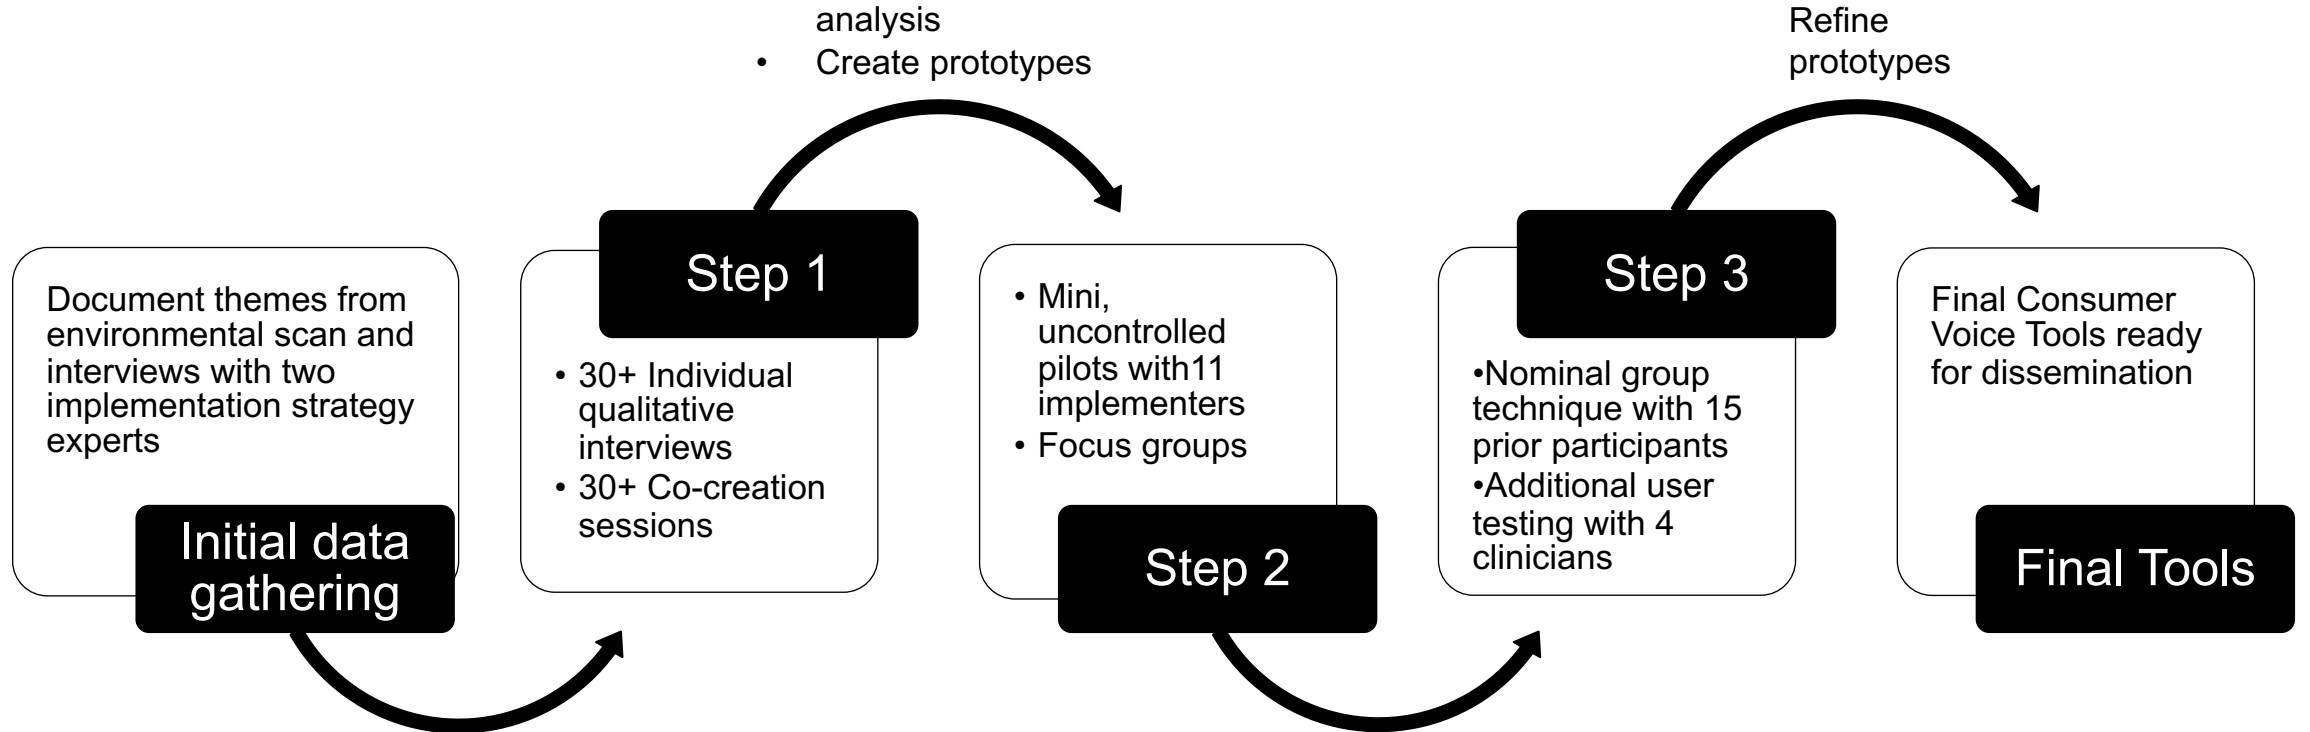 analysis
• Create prototypes
Refine
prototypes
Document themes from
environmental scan and
interviews with two
implementation strategy
experts
Initial data
gathering
Step 1
• 30+ Individual
qualitative
interviews
• 30+ Co-creation
sessions
• Mini,
uncontrolled
pilots with11
implementers
• Focus groups
Step 2
Step 3
•Nominal group
technique with 15
prior participants
•Additional user
testing with 4
clinicians
Final Consumer
Voice Tools ready
for dissemination
Final Tools